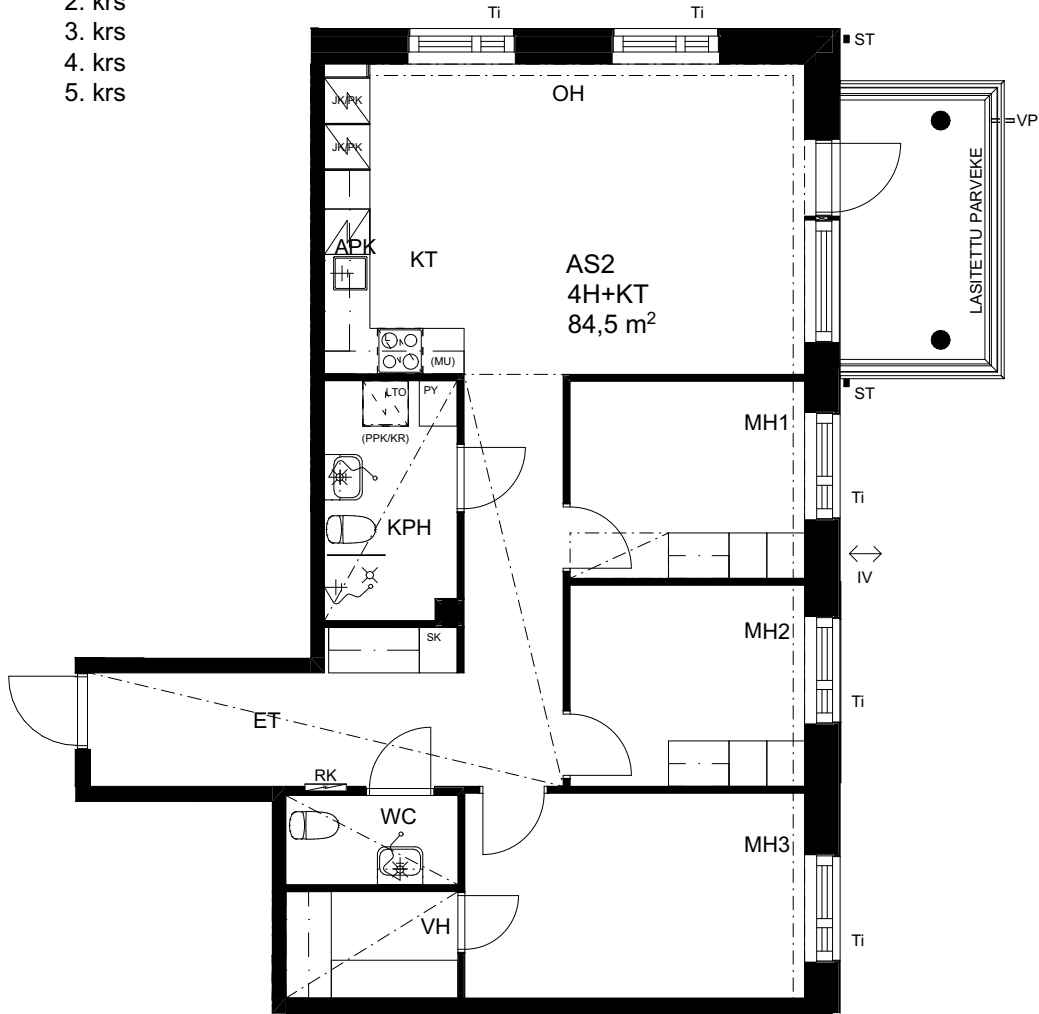 2. krs
3. krs
4. krs
5. krs
Ti
Ti
ST
OH
JK/PK
JK/PK
VP
LASITETTU PARVEKE
APK
KT
AS2
4H+KT
84,5 m²
(MU)
ST
LTO
PY
(PPK/KR)
MH1
Ti
KPH
IV
SK
MH2
Ti
ET
RK
WC
MH3
VH
Ti